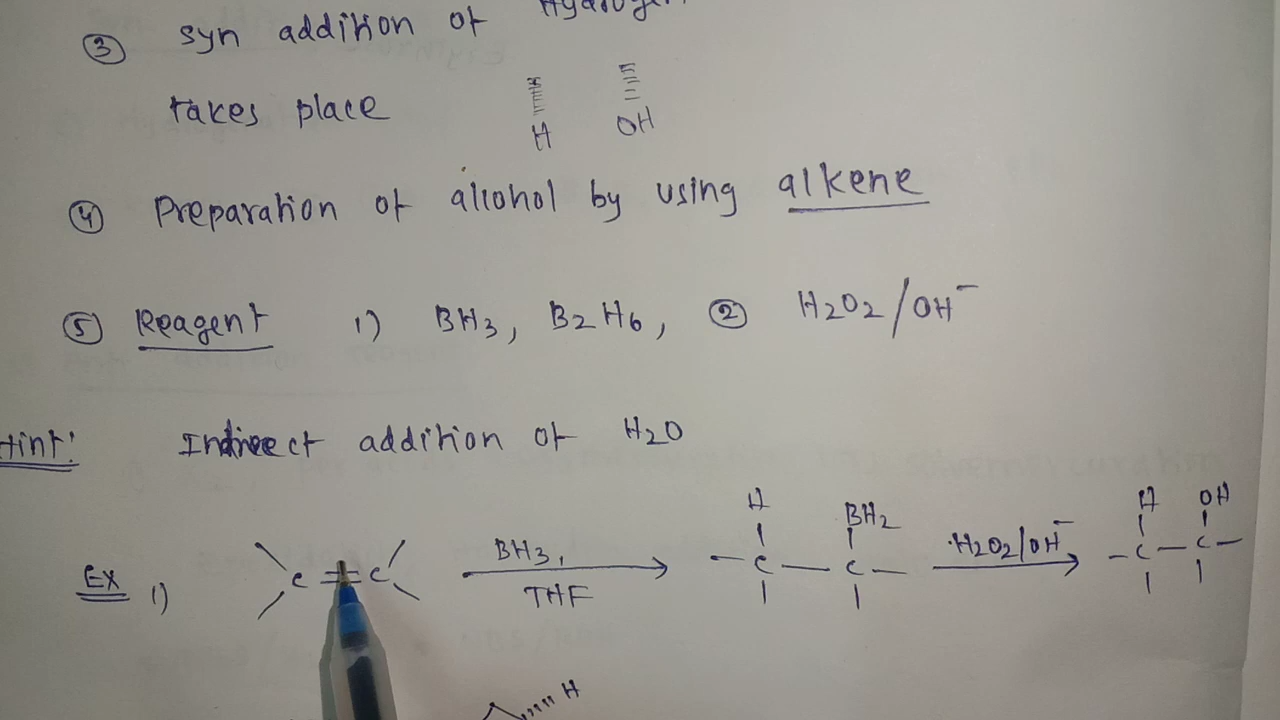 ③ syn addition of Hydrogen
takes place H OH
④ Preparation of alcohol by using alkene
⑤ Reagent 1) BH3, B2H6, ② H2O2/OH⁻
Hint: Indirect addition of H2O
H BH2 H OH
Ex 1) C = C BH3, THF → - C - C - H2O2/OH⁻ → - C - C -
H